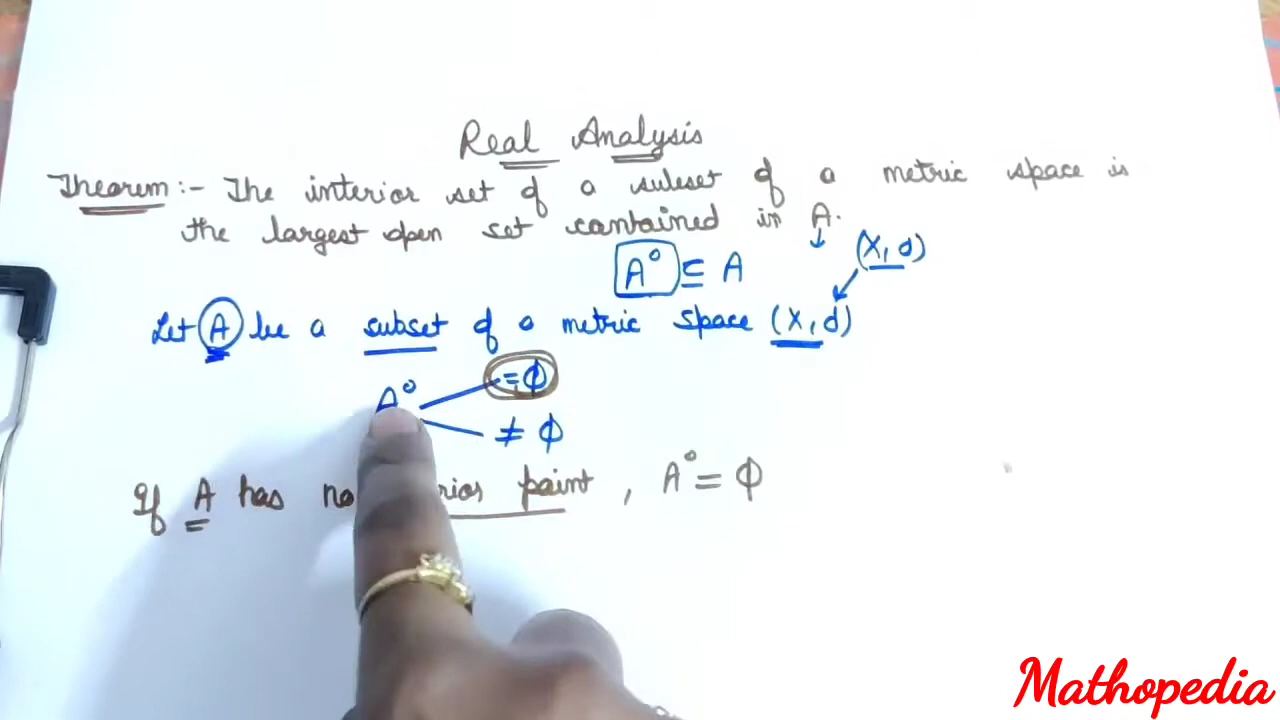 Real Analysis
Theorem:- The interior set of a subset of a metric space is
the largest open set contained in A.
(X, d)
A° ⊆ A
Let A be a subset of a metric space (X, d)
= ϕ
A°
≠ ϕ
If A has no point , A° = ϕ
Mathopedia